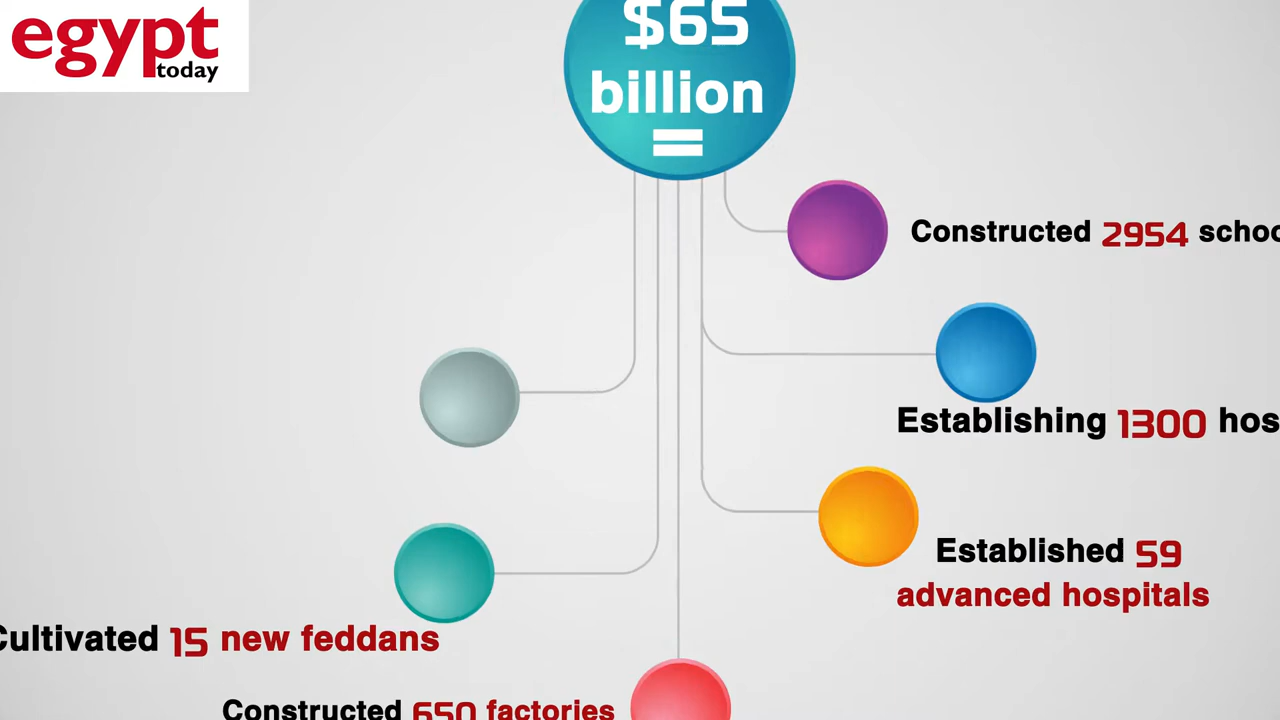 egypt
today
$65
billion
=
Constructed 2954
Establishing 1300
Established 59
advanced hospitals
Cultivated 15 new feddans
Constructed 650 factories